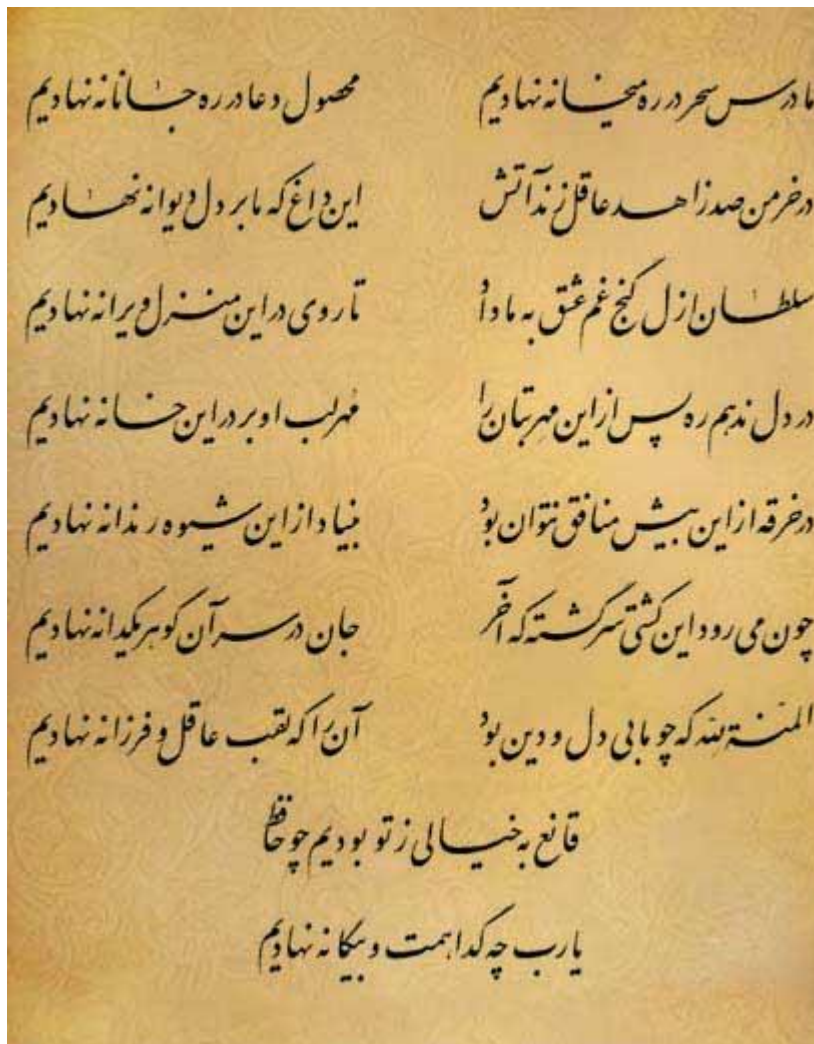 ما درس سحر در ره میخانه نهادیم محصول دعا در ره جانانه نهادیم
در خرمن صد زاهد عاقل زند آتش این داغ که ما بر دل دیوانه نهادیم
سلطان ازل گنج غم عشق به ما داد تا روی در این منزل ویرانه نهادیم
در دل ندهم ره پس از این مهر بتان را مهر لب او بر در این خانه نهادیم
در خرقه از این بیش منافق نتوان بود بنیاد از این شیوه رندانه نهادیم
چون می رود این کشتی سرگشته که آخر جان در سر آن گوهر یکدانه نهادیم
المنة لله که چو ما بی دل و دین بود آن را که لقب عاقل و فرزانه نهادیم
قانع به خیالی ز تو بودیم چو حافظ
یا رب چه گدا همت و بیگانه نهادیم